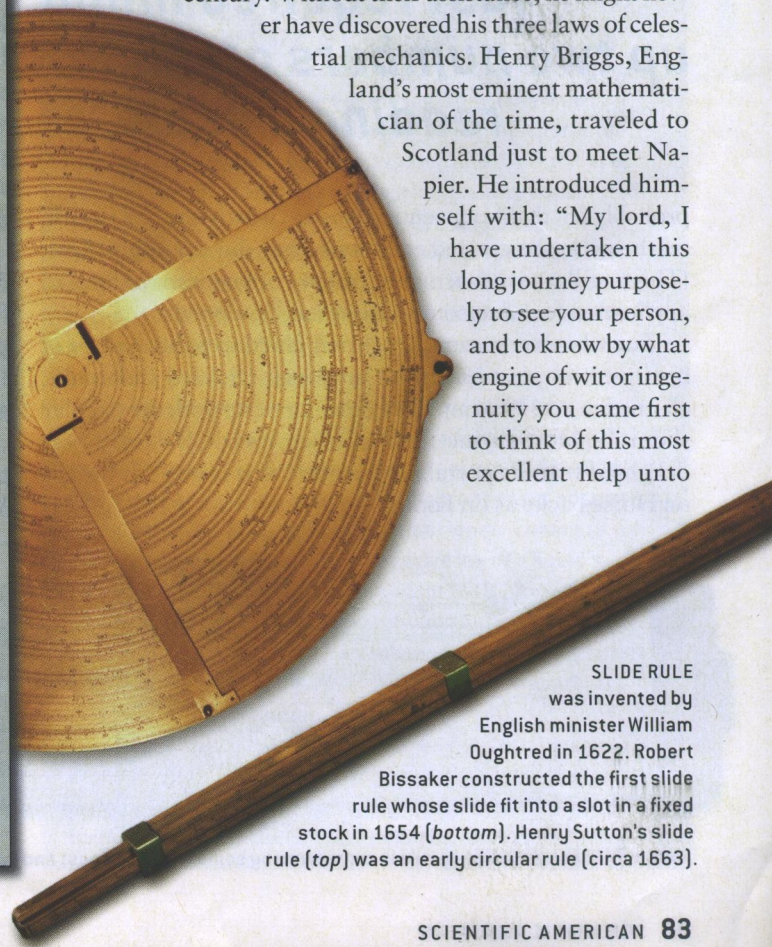 er have discovered his three laws of celes-
tial mechanics. Henry Briggs, Eng-
land's most eminent mathemati-
cian of the time, traveled to
Scotland just to meet Na-
pier. He introduced him-
self with: “My lord, I
have undertaken this
long journey purpose-
ly to see your person,
and to know by what
engine of wit or inge-
nuity you came first
to think of this most
excellent help unto
SLIDE RULE
was invented by
English minister William
Oughtred in 1622. Robert
Bissaker constructed the first slide
rule whose slide fit into a slot in a fixed
stock in 1654 (bottom). Henry Sutton's slide
rule (top) was an early circular rule (circa 1663).
SCIENTIFIC AMERICAN 83